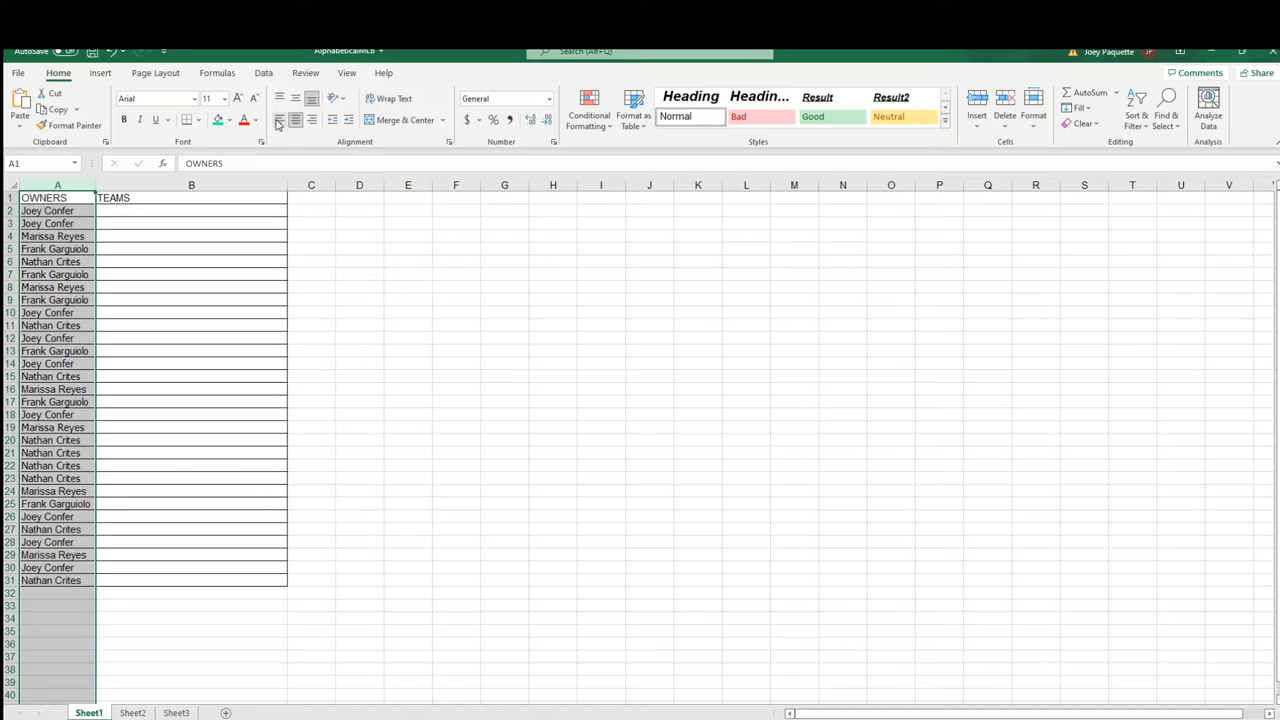 AutoSave Off AlphabeticalMLB Search (Alt+Q) Joey Paquette JP
File Home Insert Page Layout Formulas Data Review View Help Comments Share
Paste Cut Copy Format Painter Clipboard
Arial 11 B I U Font
Wrap Text Merge & Center Alignment
General $ % , Number
Conditional Formatting Format as Table
Heading Headin... Result Result2
Normal Bad Good Neutral
Styles
Insert Delete Format Cells
AutoSum Fill Clear Sort & Filter Find & Select
Analyze Data Analysis
A1 fx OWNERS
A B C D E F G H I J K L M N O P Q R S T U V
1 OWNERS TEAMS
2 Joey Confer
3 Joey Confer
4 Marissa Reyes
5 Frank Garguiolo
6 Nathan Crites
7 Frank Garguiolo
8 Marissa Reyes
9 Frank Garguiolo
10 Joey Confer
11 Nathan Crites
12 Joey Confer
13 Frank Garguiolo
14 Joey Confer
15 Nathan Crites
16 Marissa Reyes
17 Frank Garguiolo
18 Joey Confer
19 Marissa Reyes
20 Nathan Crites
21 Nathan Crites
22 Nathan Crites
23 Nathan Crites
24 Marissa Reyes
25 Frank Garguiolo
26 Joey Confer
27 Nathan Crites
28 Joey Confer
29 Marissa Reyes
30 Joey Confer
31 Nathan Crites
32
33
34
35
36
37
38
39
40
Sheet1 Sheet2 Sheet3